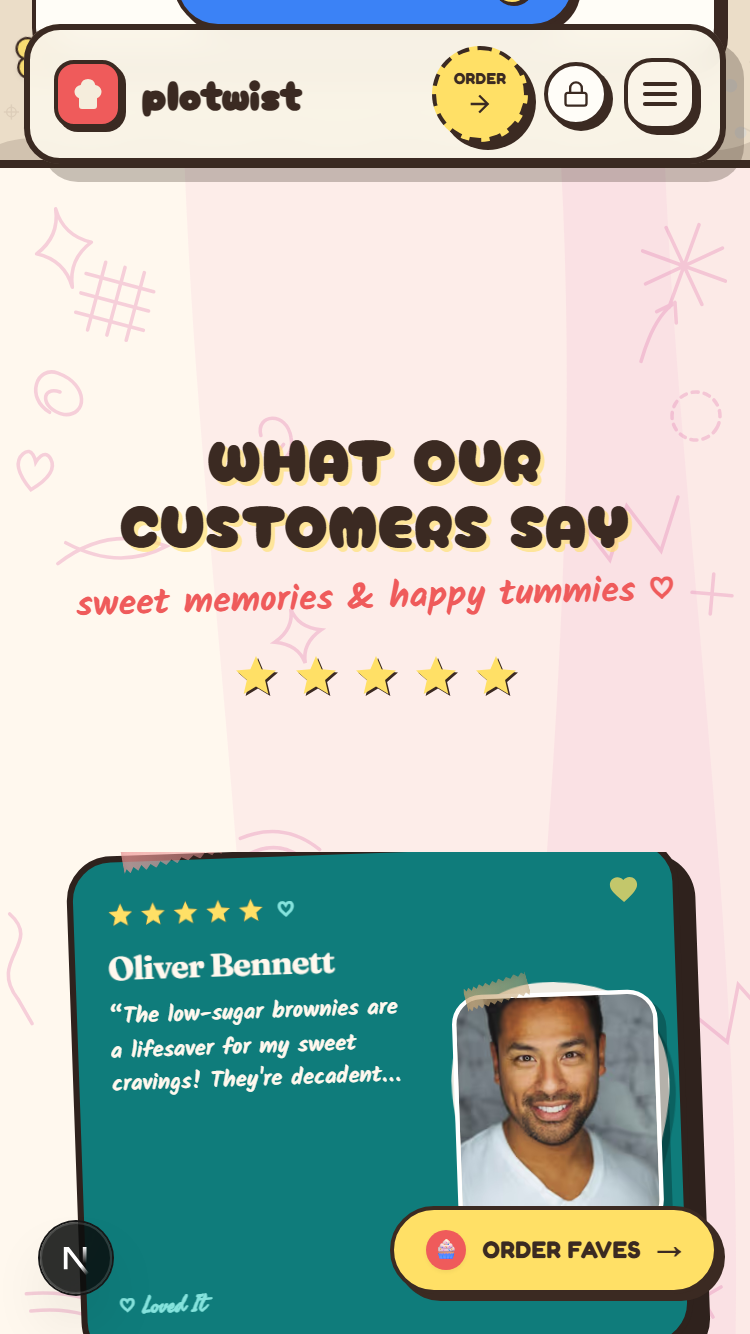 plotwist
ORDER
→
WHAT OUR
CUSTOMERS SAY
sweet memories & happy tummies ♡
Oliver Bennett
“The low-sugar brownies are
a lifesaver for my sweet
cravings! They're decadent...
♡ Loved It
N
ORDER FAVES →